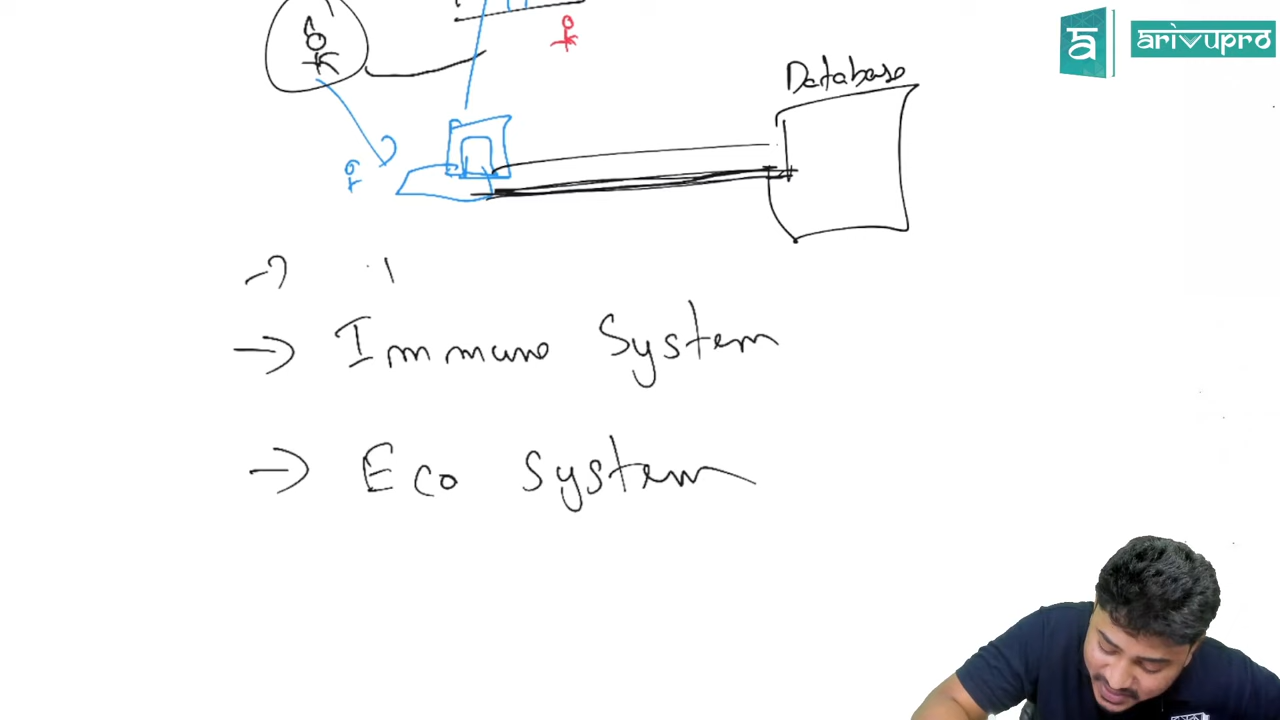 arivupro
Database
→ Immune System
→ Eco System